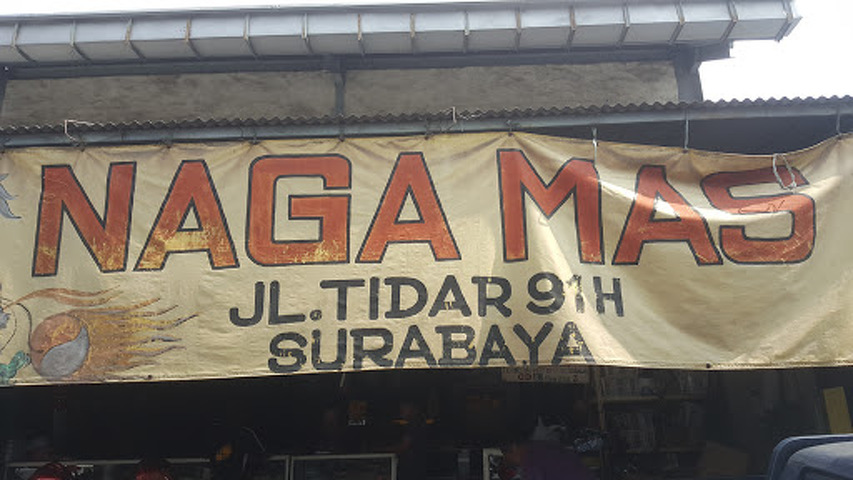 NAGA MAS
JL.TIDAR 91H
SURABAYA